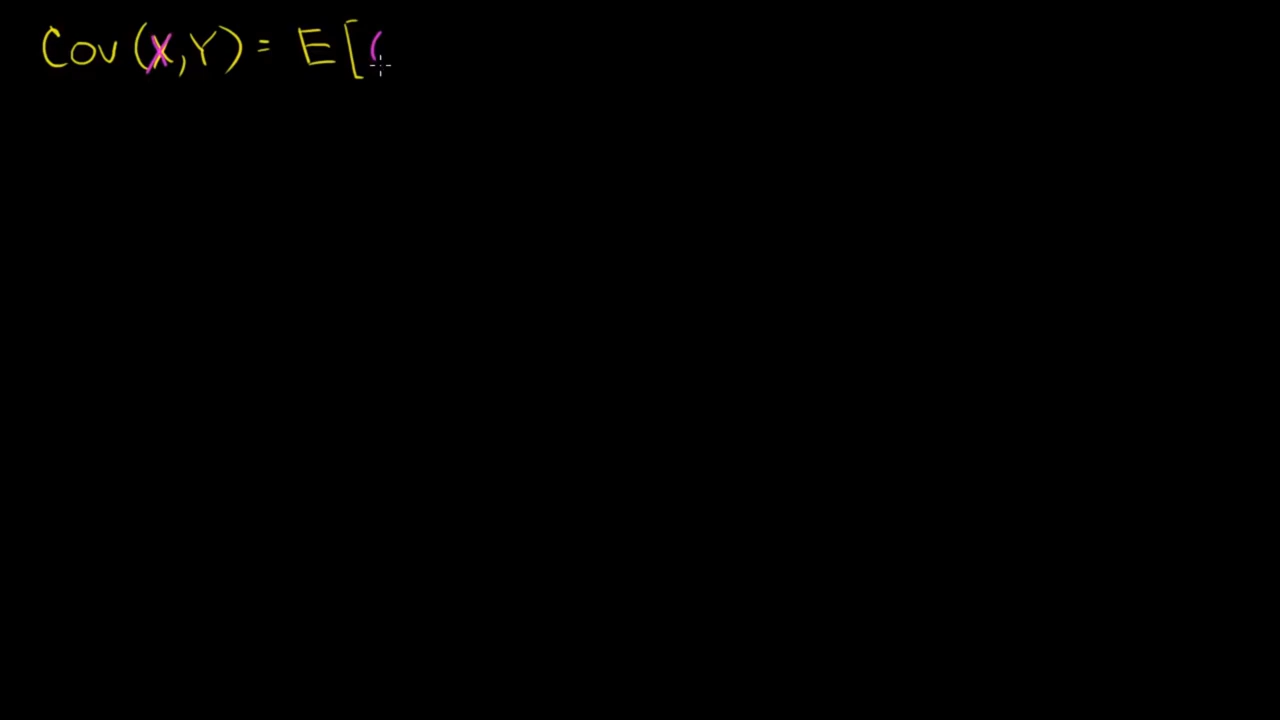 Cov (X,Y) = E [(